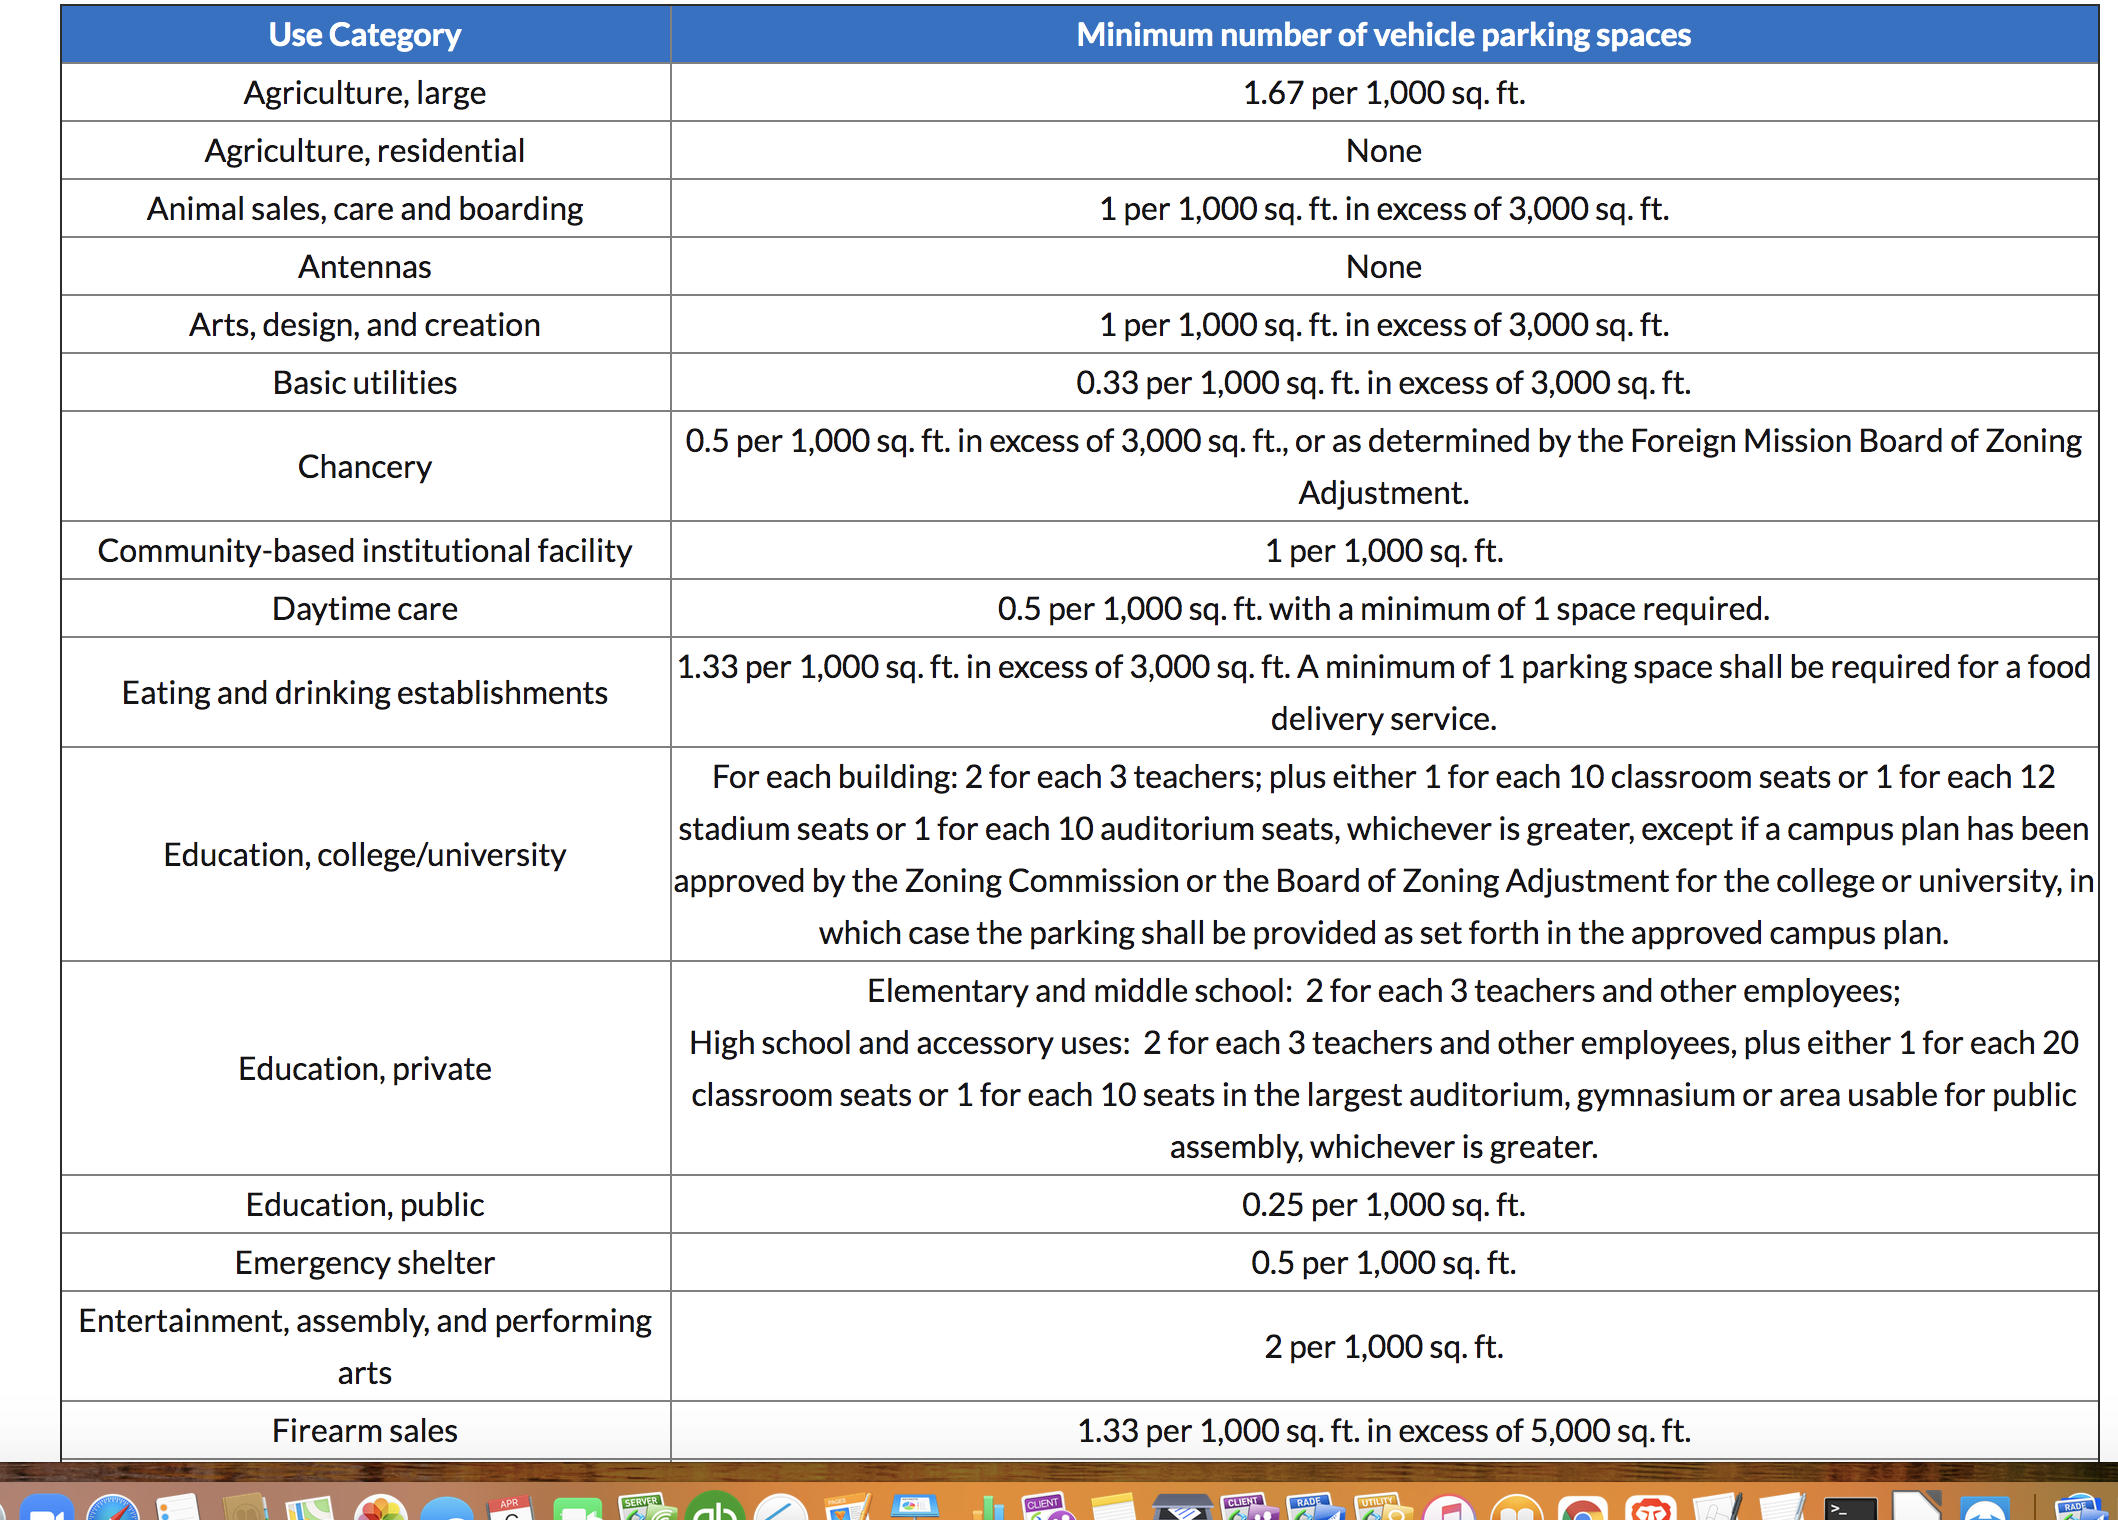 Use Category
Minimum number of vehicle parking spaces
Agriculture, large
1.67 per 1,000 sq. ft.
Agriculture, residential
None
Animal sales, care and boarding
1 per 1,000 sq. ft. in excess of 3,000 sq. ft.
Antennas
None
Arts, design, and creation
1 per 1,000 sq. ft. in excess of 3,000 sq. ft.
Basic utilities
0.33 per 1,000 sq. ft. in excess of 3,000 sq. ft.
Chancery
0.5 per 1,000 sq. ft. in excess of 3,000 sq. ft., or as determined by the Foreign Mission Board of Zoning
Adjustment.
Community-based institutional facility
1 per 1,000 sq. ft.
Daytime care
0.5 per 1,000 sq. ft. with a minimum of 1 space required.
Eating and drinking establishments
1.33 per 1,000 sq. ft. in excess of 3,000 sq. ft. A minimum of 1 parking space shall be required for a food
delivery service.
Education, college/university
For each building: 2 for each 3 teachers; plus either 1 for each 10 classroom seats or 1 for each 12
stadium seats or 1 for each 10 auditorium seats, whichever is greater, except if a campus plan has been
approved by the Zoning Commission or the Board of Zoning Adjustment for the college or university, in
which case the parking shall be provided as set forth in the approved campus plan.
Education, private
Elementary and middle school: 2 for each 3 teachers and other employees;
High school and accessory uses: 2 for each 3 teachers and other employees, plus either 1 for each 20
classroom seats or 1 for each 10 seats in the largest auditorium, gymnasium or area usable for public
assembly, whichever is greater.
Education, public
0.25 per 1,000 sq. ft.
Emergency shelter
0.5 per 1,000 sq. ft.
Entertainment, assembly, and performing
arts
2 per 1,000 sq. ft.
Firearm sales
1.33 per 1,000 sq. ft. in excess of 5,000 sq. ft.
APR
SERVER
qb
PAGES
CLIENT
CLIENT
RADE
UTILITY
>_
RADE